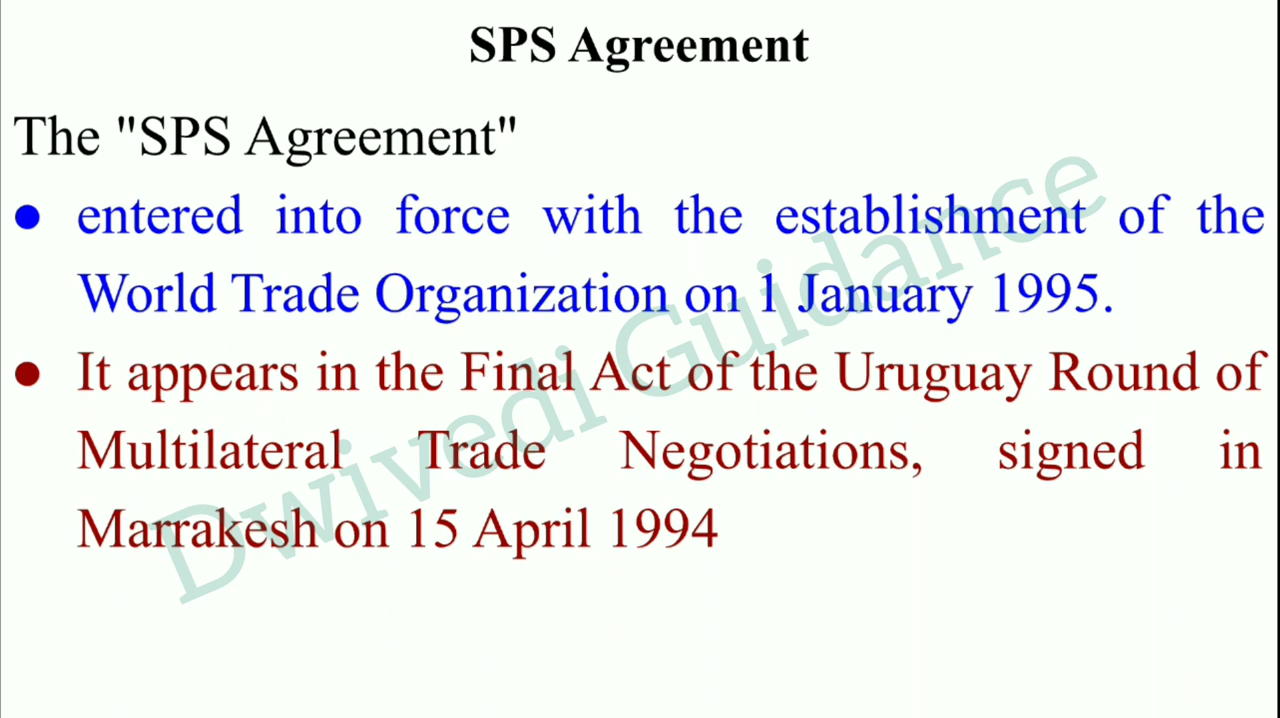 SPS Agreement
The "SPS Agreement"
● entered into force with the establishment of the
World Trade Organization on 1 January 1995.
● It appears in the Final Act of the Uruguay Round of
Multilateral Trade Negotiations, signed in
Marrakesh on 15 April 1994
Dwivedi Guidance